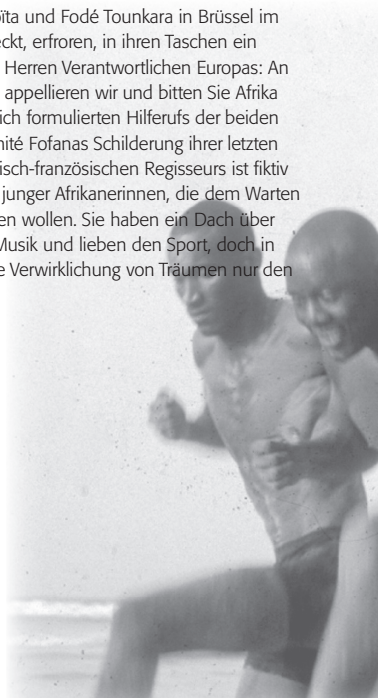 ïta und Fodé Tounkara in Brüssel im
eckt, erfroren, in ihren Taschen ein
Herren Verantwortlichen Europas: An
appellieren wir und bitten Sie Afrika
ich formulierten Hilferufs der beiden
nité Fofanas Schilderung ihrer letzten
isch-französischen Regisseurs ist fiktiv
junger Afrikanerinnen, die dem Warten
en wollen. Sie haben ein Dach über
Musik und lieben den Sport, doch in
e Verwirklichung von Träumen nur den